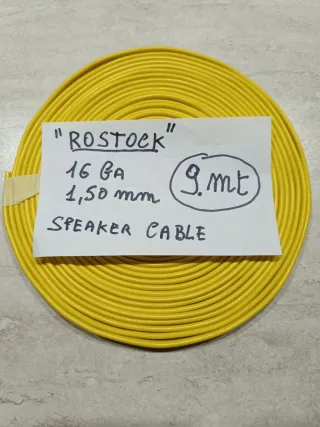 "ROSTOCK"
16 GA
1,50 mm
9.mt
SPEAKER CABLE